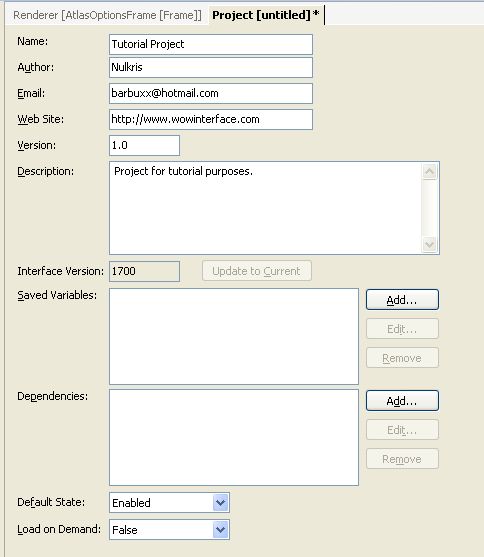 Renderer [AtlasOptionsFrame [Frame]] Project [untitled] *
Name: Tutorial Project
Author: Nulkris
Email: barbuxx@hotmail.com
Web Site: http://www.wowinterface.com
Version: 1.0
Description: Project for tutorial purposes.
Interface Version: 1700 Update to Current
Saved Variables: Add...
Edit...
Remove
Dependencies: Add...
Edit...
Remove
Default State: Enabled
Load on Demand: False